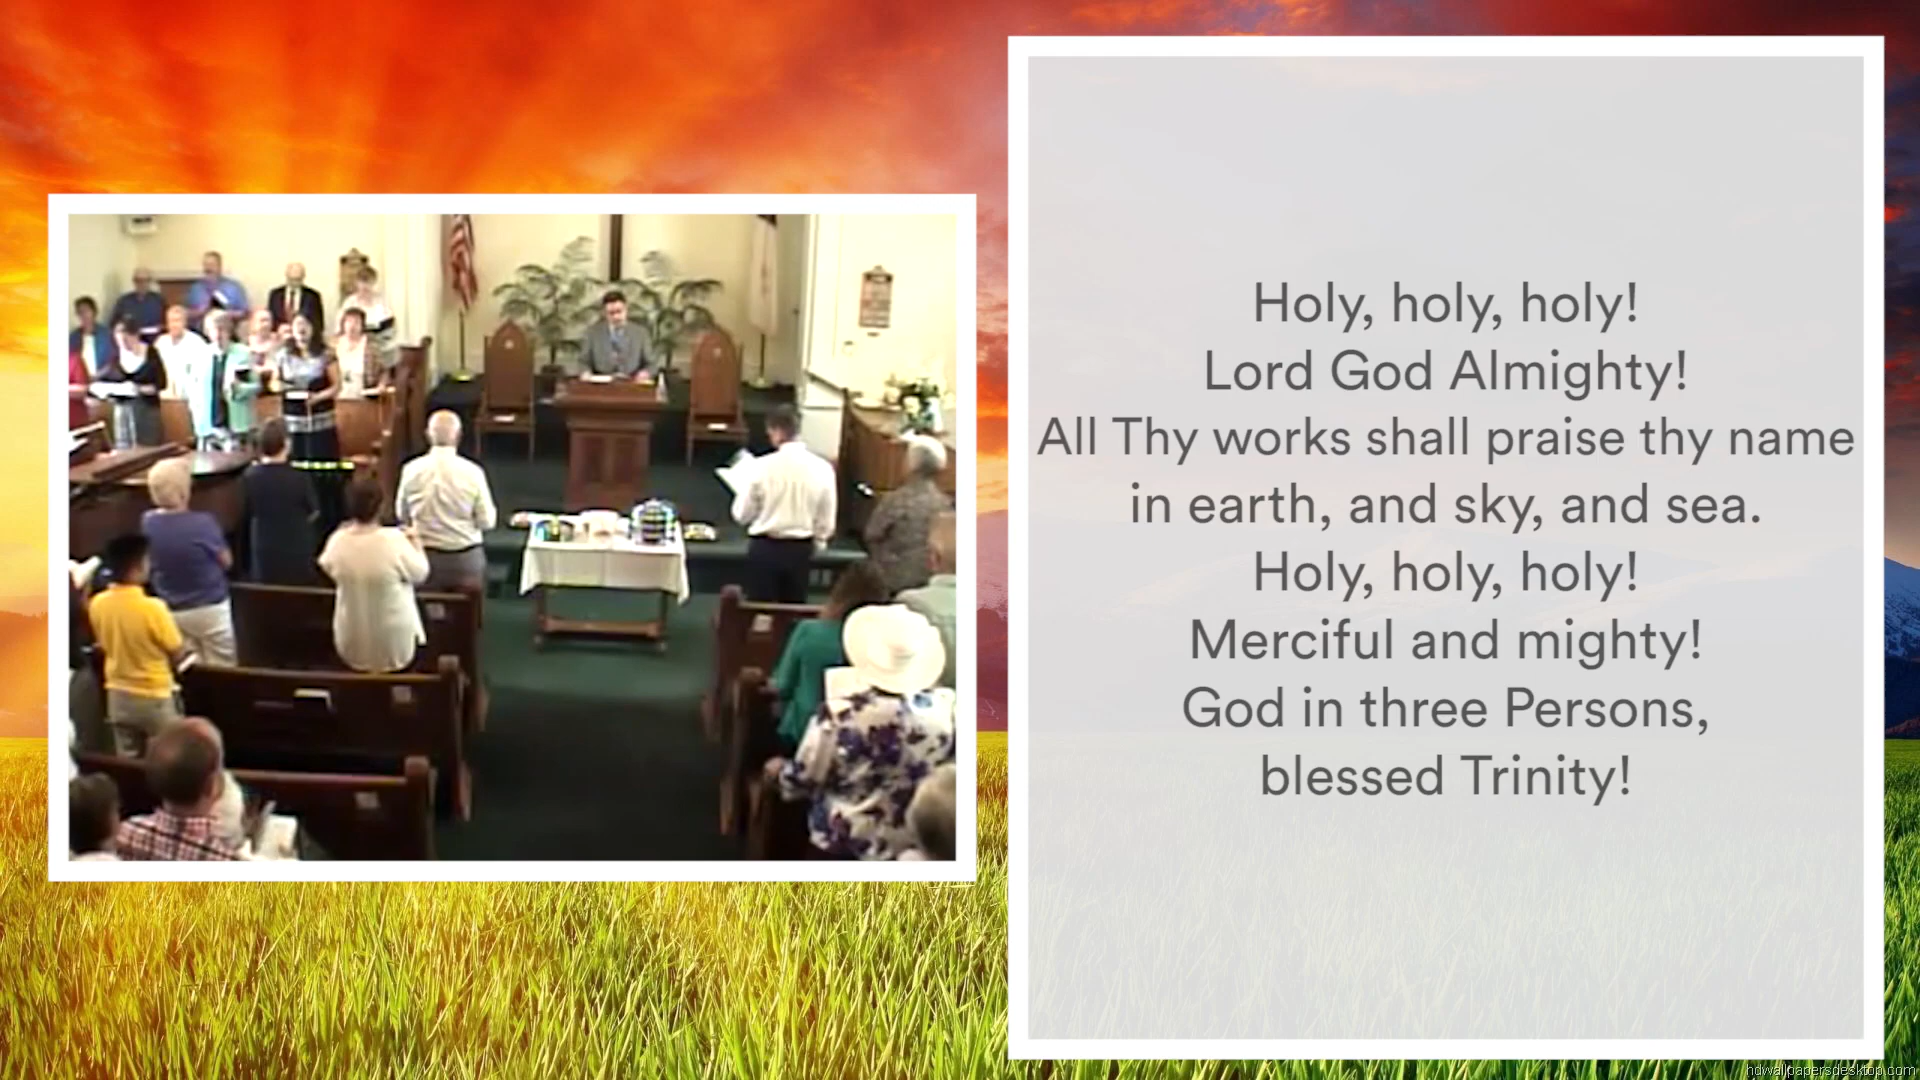 Holy, holy, holy!
Lord God Almighty!
All Thy works shall praise thy name
in earth, and sky, and sea.
Holy, holy, holy!
Merciful and mighty!
God in three Persons,
blessed Trinity!
hdwallpapersdesktop.com